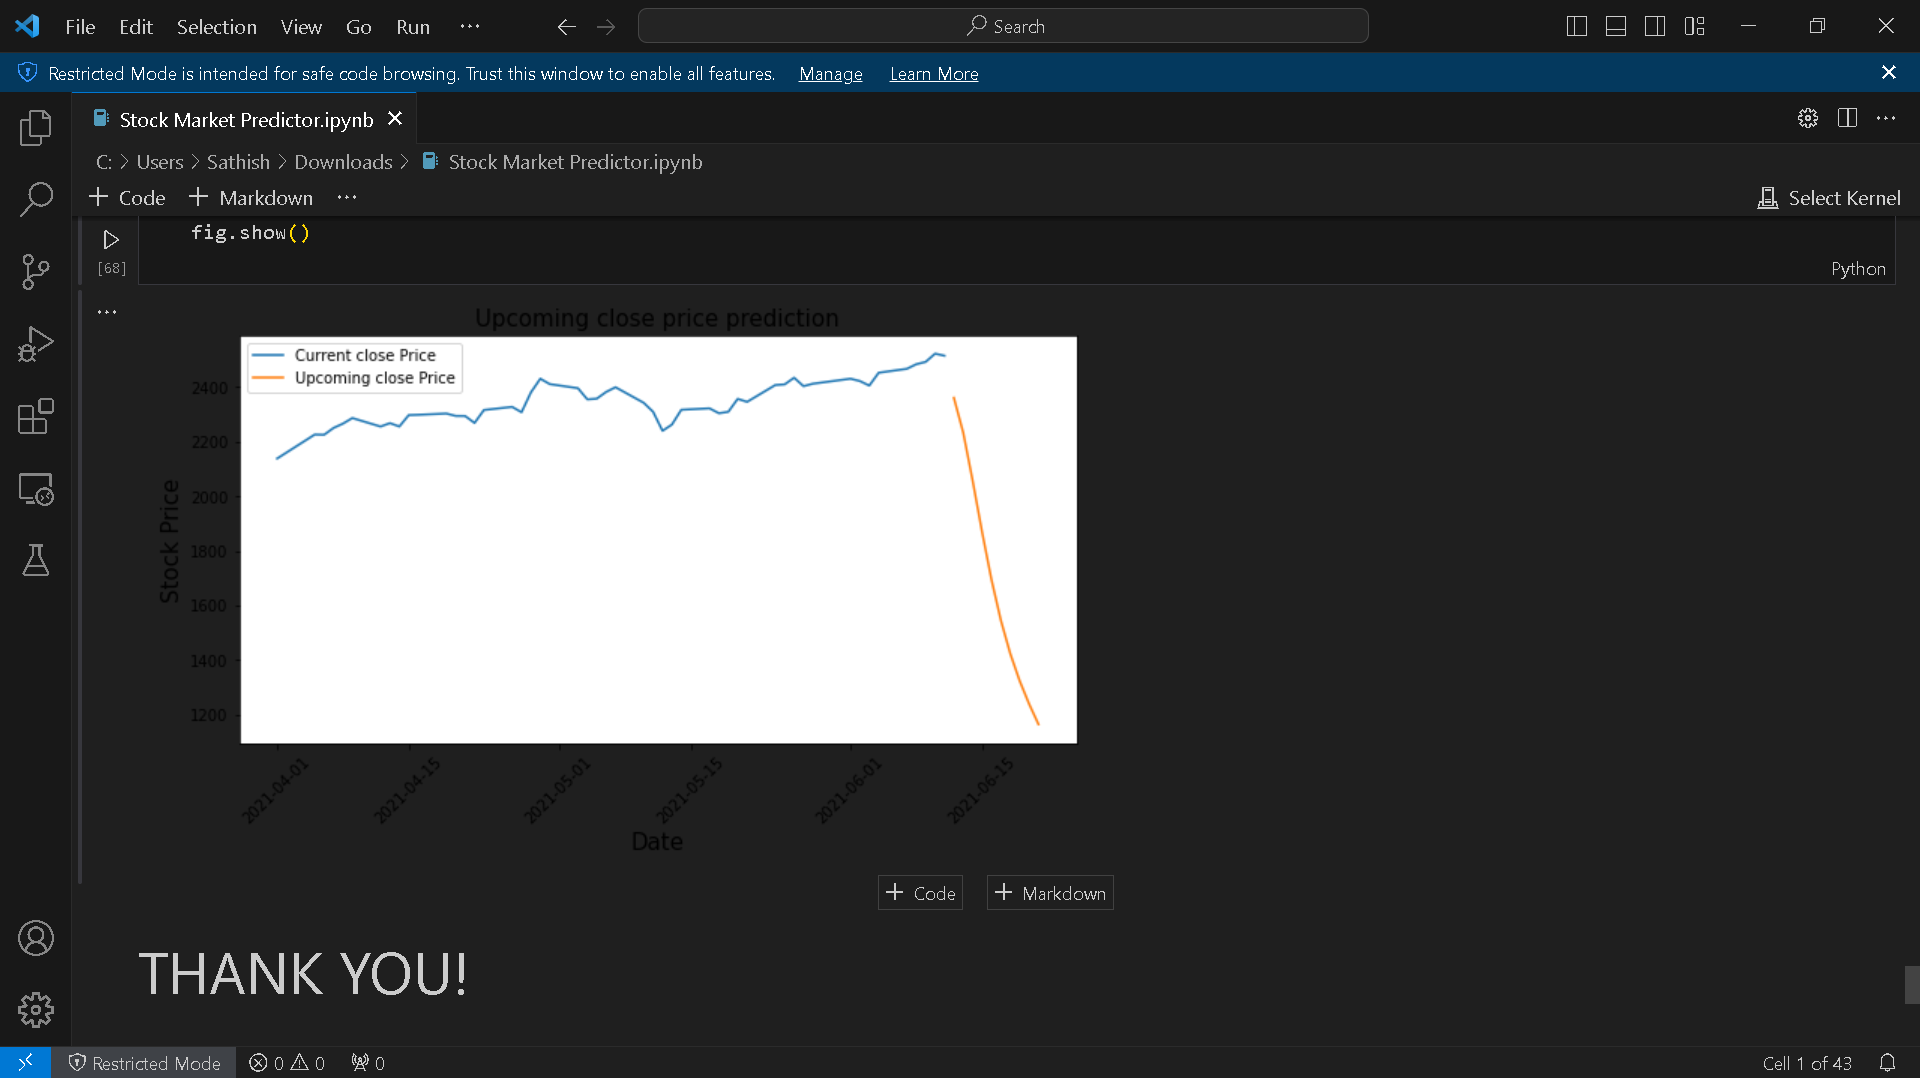 File Edit Selection View Go Run ··· Search
Restricted Mode is intended for safe code browsing. Trust this window to enable all features. Manage Learn More
Stock Market Predictor.ipynb
C: > Users > Sathish > Downloads > Stock Market Predictor.ipynb
+ Code + Markdown ··· Select Kernel
fig.show()
[68]
Python
Upcoming close price prediction
Current close Price
Upcoming close Price
Stock Price
2400
2200
2000
1800
1600
1400
1200
2021-04-01
2021-04-15
2021-05-01
2021-05-15
2021-06-01
2021-06-15
Date
+ Code + Markdown
THANK YOU!
Restricted Mode 0 0 0 Cell 1 of 43